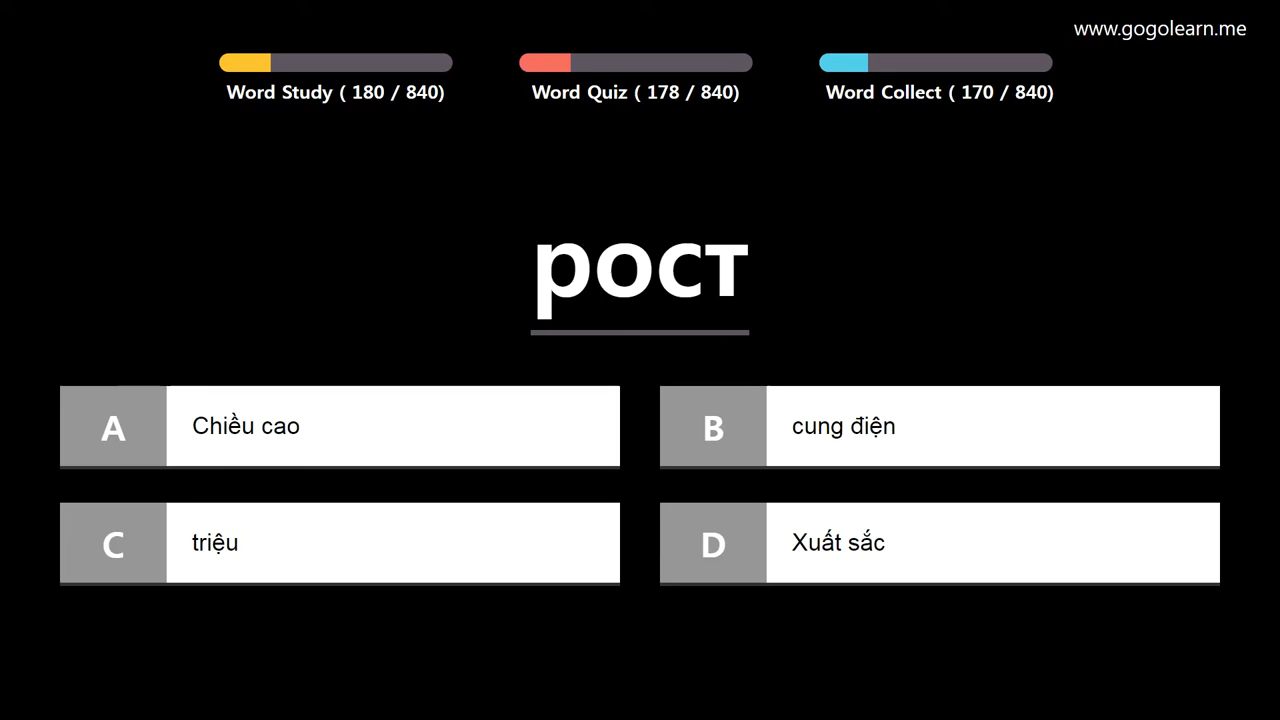 www.gogolearn.me
Word Study ( 180 / 840)
Word Quiz ( 178 / 840)
Word Collect ( 170 / 840)
рост
A Chiều cao
B cung điện
C triệu
D Xuất sắc